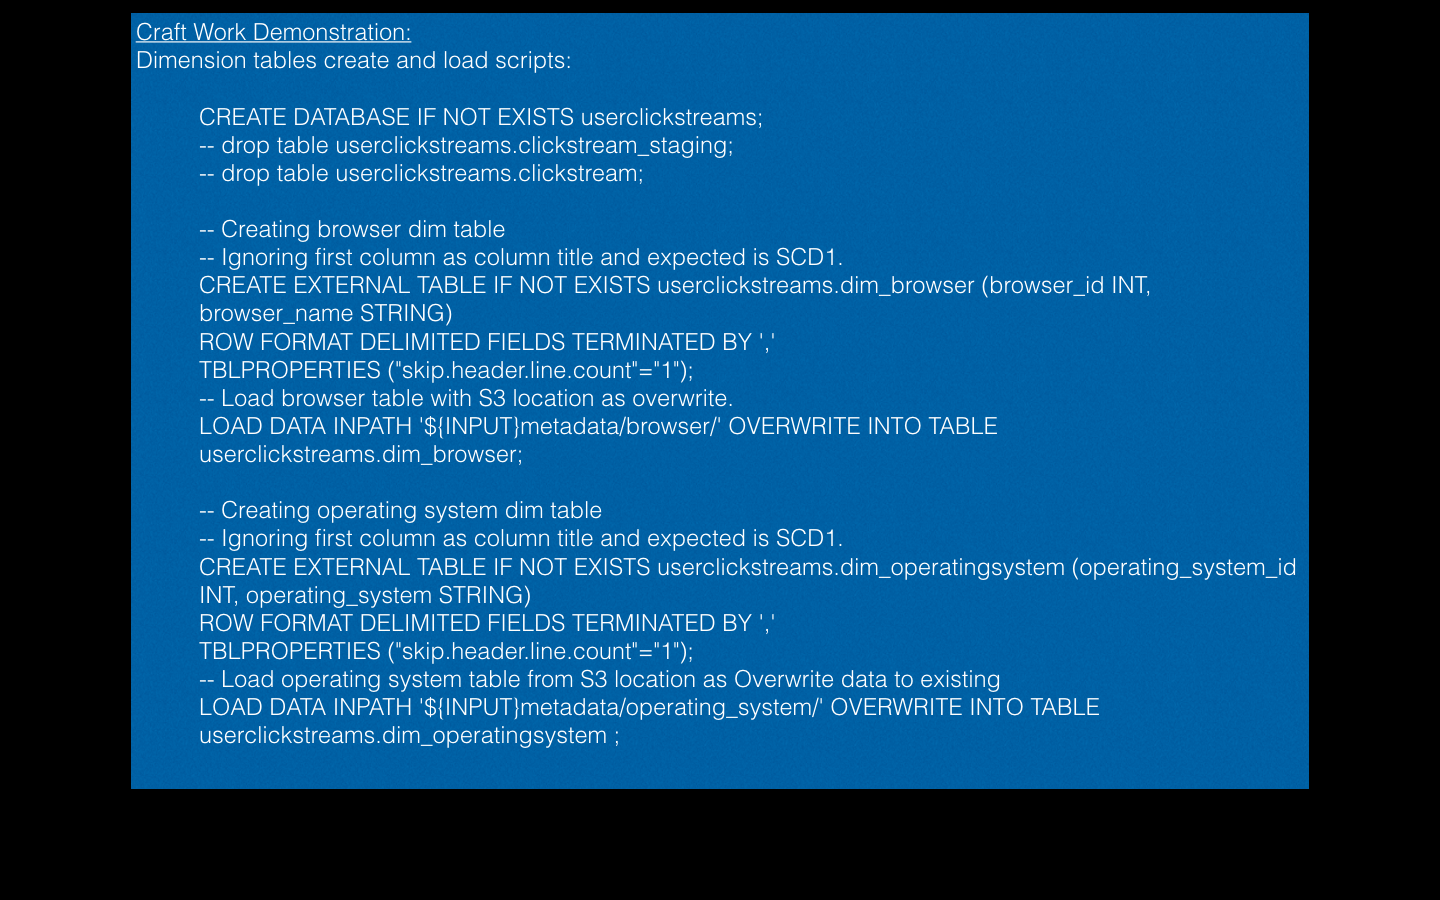 Craft Work Demonstration:
Dimension tables create and load scripts:
CREATE DATABASE IF NOT EXISTS userclickstreams;
-- drop table userclickstreams.clickstream_staging;
-- drop table userclickstreams.clickstream;
-- Creating browser dim table
-- Ignoring first column as column title and expected is SCD1.
CREATE EXTERNAL TABLE IF NOT EXISTS userclickstreams.dim_browser (browser_id INT,
browser_name STRING)
ROW FORMAT DELIMITED FIELDS TERMINATED BY ','
TBLPROPERTIES ("skip.header.line.count"="1");
-- Load browser table with S3 location as overwrite.
LOAD DATA INPATH '${INPUT}metadata/browser/' OVERWRITE INTO TABLE
userclickstreams.dim_browser;
-- Creating operating system dim table
-- Ignoring first column as column title and expected is SCD1.
CREATE EXTERNAL TABLE IF NOT EXISTS userclickstreams.dim_operatingsystem (operating_system_id
INT, operating_system STRING)
ROW FORMAT DELIMITED FIELDS TERMINATED BY ','
TBLPROPERTIES ("skip.header.line.count"="1");
-- Load operating system table from S3 location as Overwrite data to existing
LOAD DATA INPATH '${INPUT}metadata/operating_system/' OVERWRITE INTO TABLE
userclickstreams.dim_operatingsystem ;